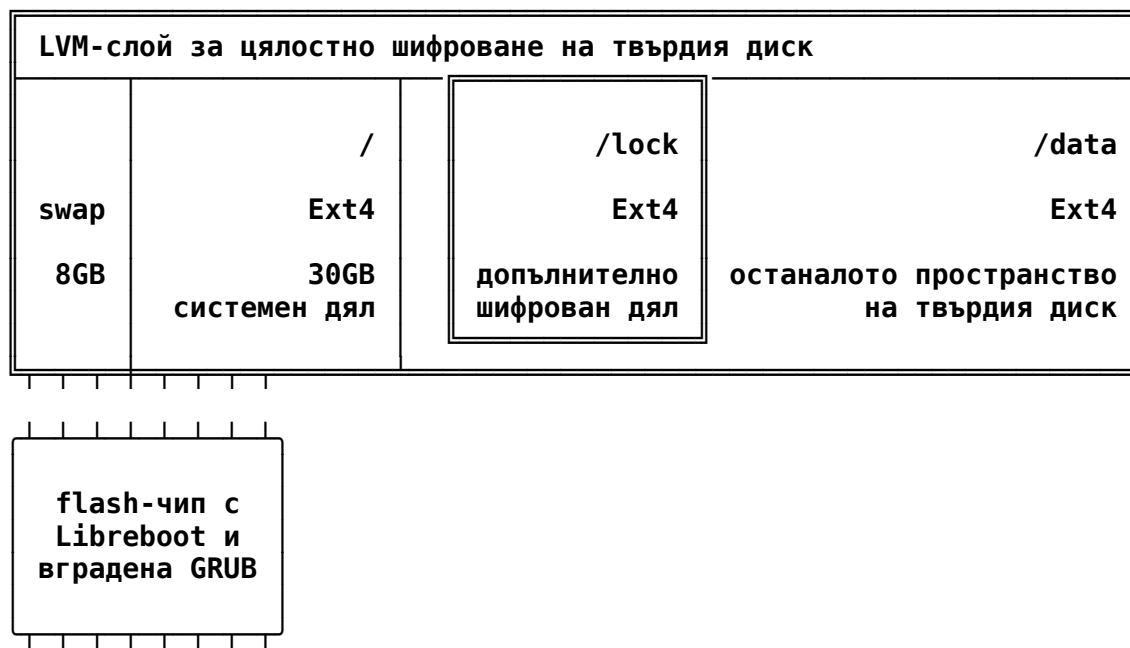 LVM-слой за цялостно шифроване на твърдия диск
/ /lock /data
swap Ext4 Ext4 Ext4
8GB 30GB допълнително останалото пространство
системен дял шифрован дял на твърдия диск
flash-чип с
Libreboot и
вградена GRUB